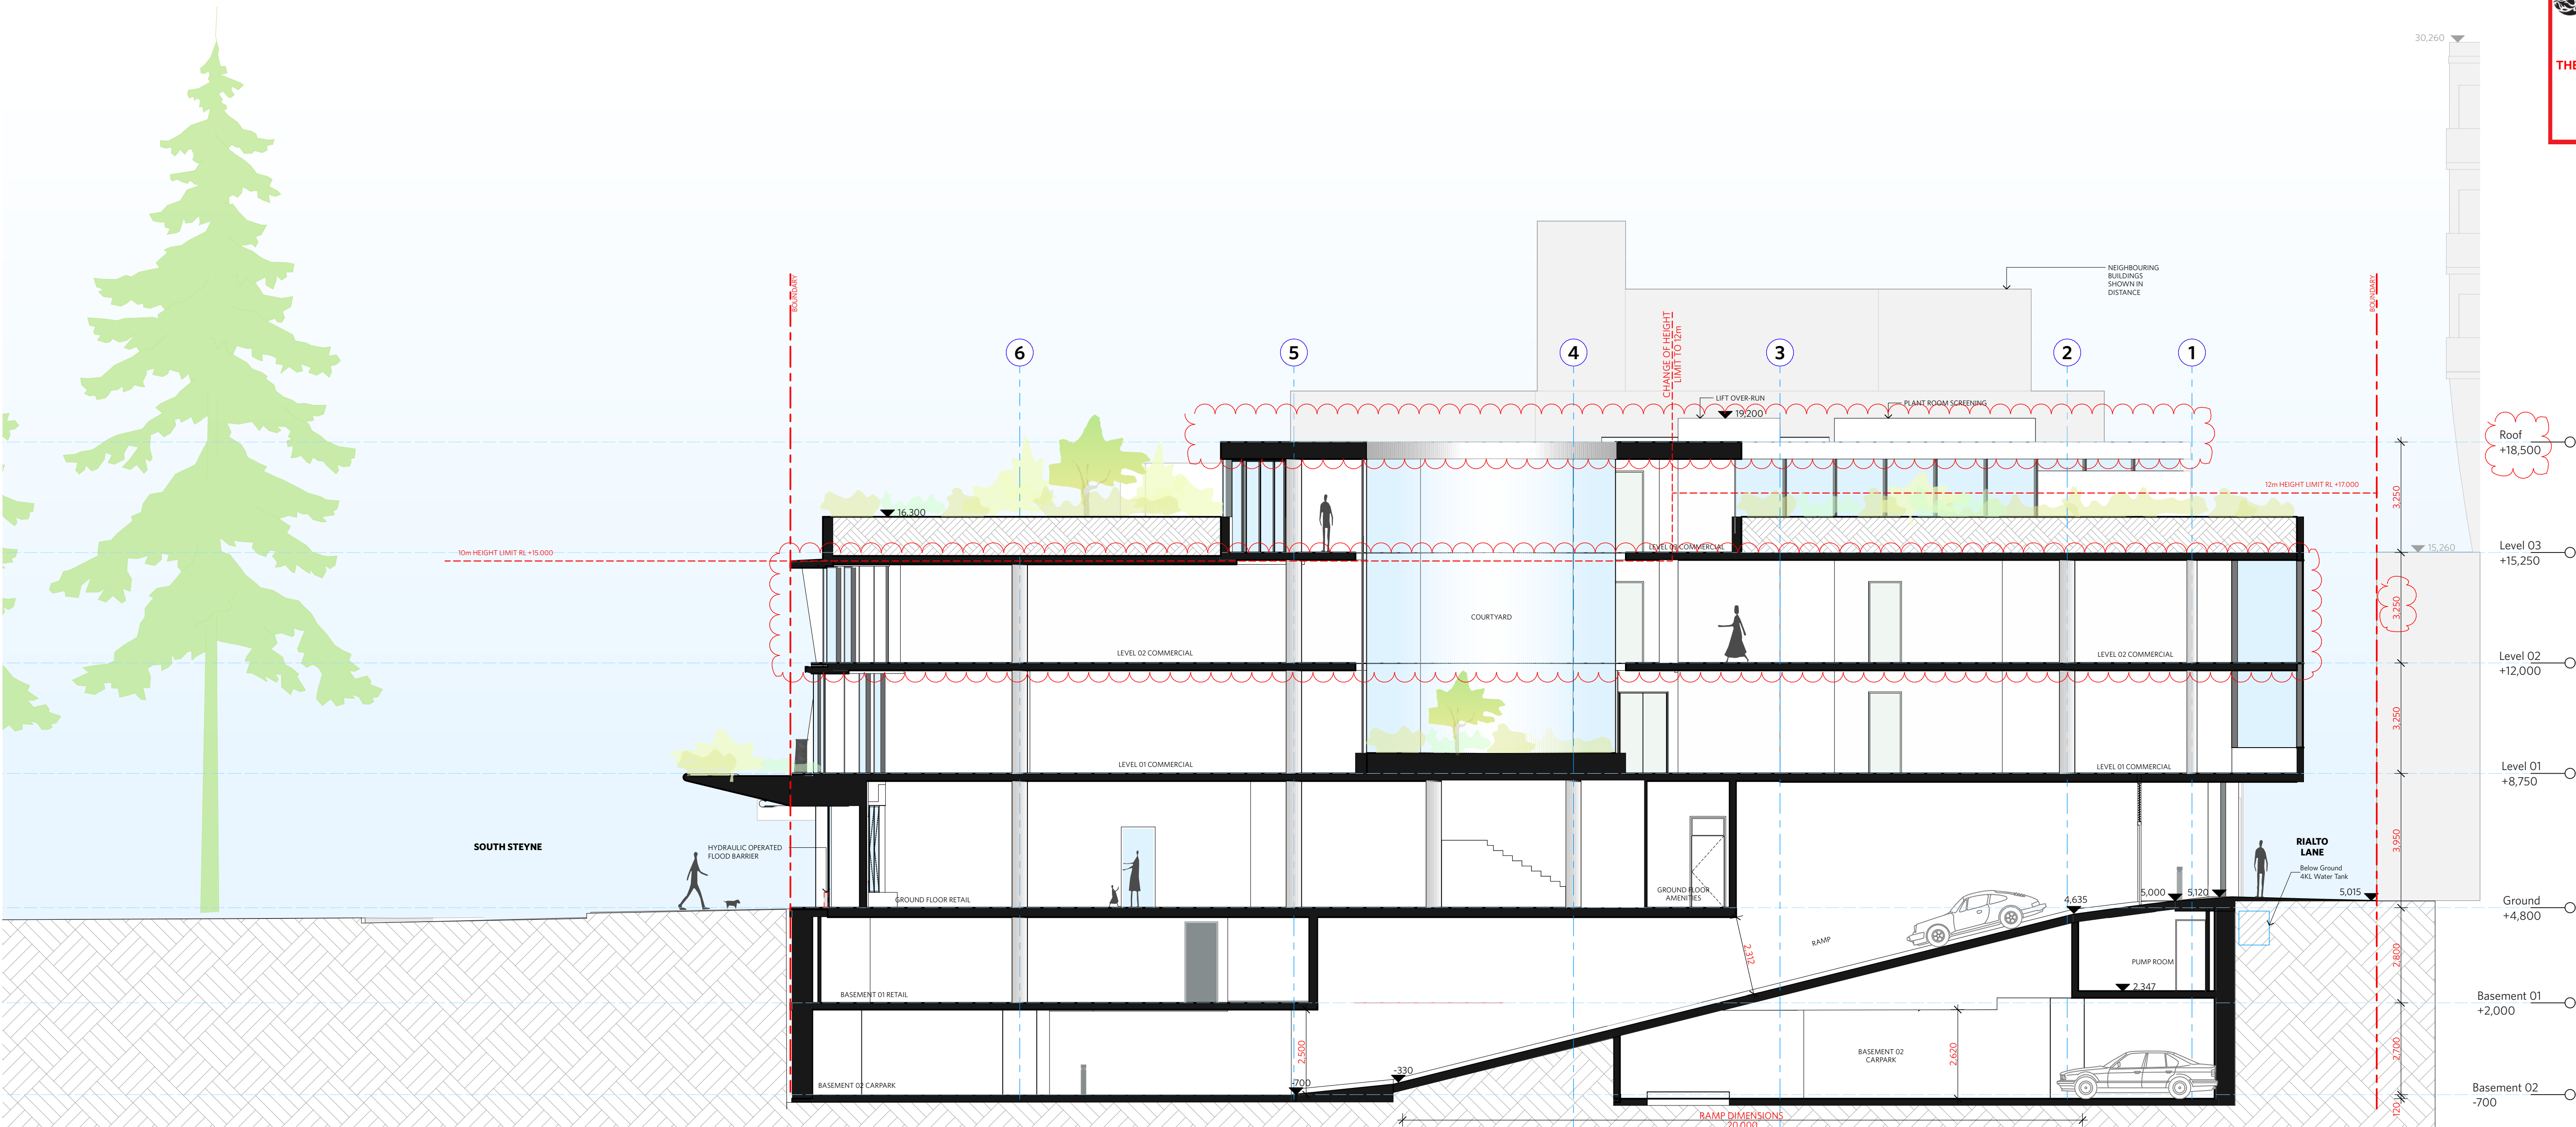 30,260
THE
NEIGHBOURING
BUILDINGS
SHOWN IN
DISTANCE
BOUNDARY
BOUNDARY
CHANGE OF HEIGHT
LIMIT TO 12m
6
5
4
3
2
1
LIFT OVER-RUN
PLANT ROOM SCREENING
19,200
Roof
+18,500
12m HEIGHT LIMIT RL +17.000
3,250
16,300
10m HEIGHT LIMIT RL +15.000
LEVEL 03 COMMERCIAL
15,260
Level 03
+15,250
3,250
COURTYARD
LEVEL 02 COMMERCIAL
LEVEL 02 COMMERCIAL
Level 02
+12,000
3,250
LEVEL 01 COMMERCIAL
LEVEL 01 COMMERCIAL
Level 01
+8,750
3,950
SOUTH STEYNE
HYDRAULIC OPERATED
FLOOD BARRIER
RIALTO
LANE
Below Ground
4KL Water Tank
GROUND FLOOR RETAIL
GROUND FLOOR
AMENITIES
4,635
5,000
5,120
5,015
Ground
+4,800
2,312
RAMP
2,800
PUMP ROOM
2,347
BASEMENT 01 RETAIL
Basement 01
+2,000
2,500
2,620
BASEMENT 02
CARPARK
2,700
-330
-700
BASEMENT 02 CARPARK
Basement 02
-700
120
RAMP DIMENSIONS
20,000